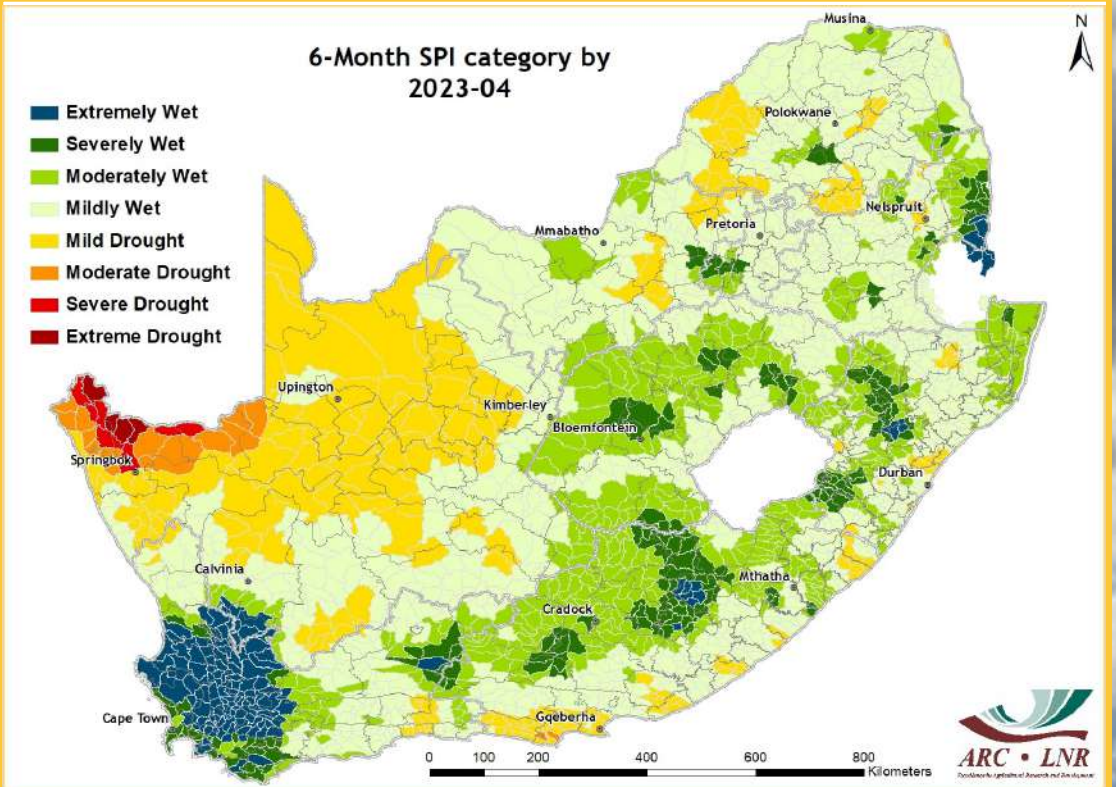 6-Month SPI category by
2023-04
N
Extremely Wet
Severely Wet
Moderately Wet
Mildly Wet
Mild Drought
Moderate Drought
Severe Drought
Extreme Drought
Musina
Polokwane
Nelspruit
Pretoria
Mmabatho
Upington
Kimberley
Bloemfontein
Springbok
Durban
Calvinia
Mthatha
Cradock
Cape Town
Gqeberha
0 100 200 400 600 800
Kilometers
ARC • LNR